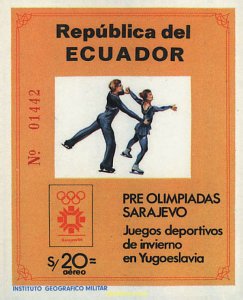 República del
ECUADOR
Nº 01442
PRE OLIMPIADAS
SARAJEVO
Juegos deportivos
de invierno
en Yugoeslavia
S/20=
aéreo
INSTITUTO GEOGRAFICO MILITAR